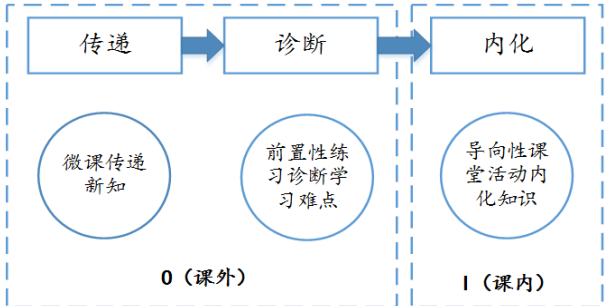 传递
诊断
内化
微课传递
新知
前置性练
习诊断学
习难点
导向性课
堂活动内
化知识
O（课外）
I（课内）